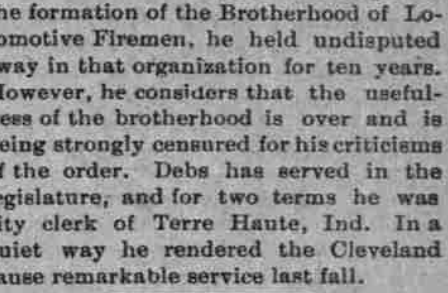 he formation of the Brotherhood of Lo-
omotive Firemen, he held undisputed
way in that organization for ten years.
However, he considers that the useful-
ess of the brotherhood is over and is
eing strongly censured for his criticisms
f the order. Debs has served in the
egislature, and for two terms he was
ity clerk of Terre Haute, Ind. In a
uiet way he rendered the Cleveland
ause remarkable service last fall.